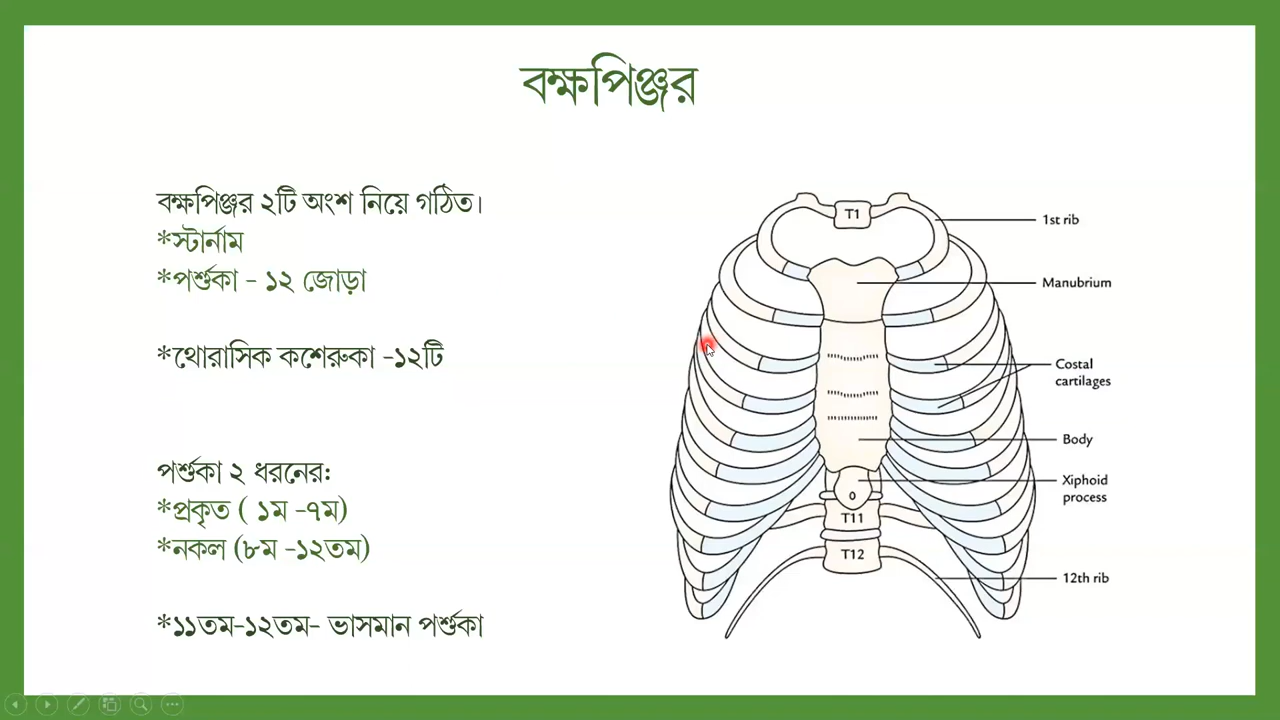 বক্ষপিঞ্জর
বক্ষপিঞ্জর ২টি অংশ নিয়ে গঠিত।
*স্টার্নাম
*পর্শুকা - ১২ জোড়া
*থোরাসিক কশেরুকা -১২টি
পর্শুকা ২ ধরনের:
*প্রকৃত ( ১ম -৭ম)
*নকল (৮ম -১২তম)
*১১তম-১২তম- ভাসমান পর্শুকা
T1
1st rib
Manubrium
Costal
cartilages
Body
Xiphoid
process
T11
T12
12th rib